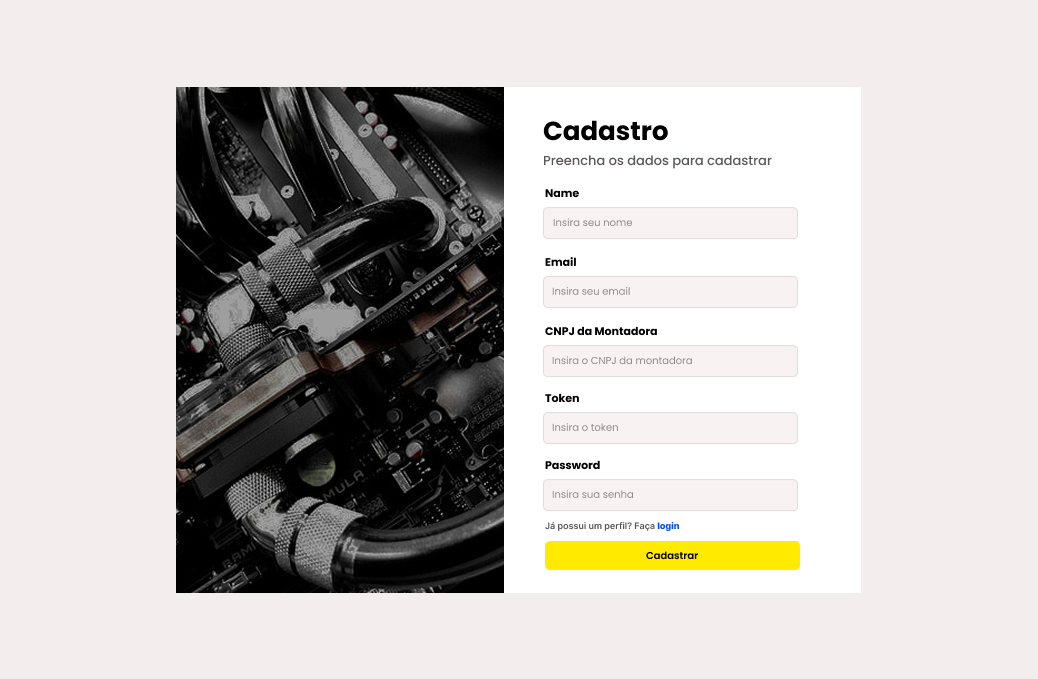 Cadastro
Preencha os dados para cadastrar
Name
Insira seu nome
Email
Insira seu email
CNPJ da Montadora
Insira o CNPJ da montadora
Token
Insira o token
Password
Insira sua senha
Já possui um perfil? Faça login
Cadastrar